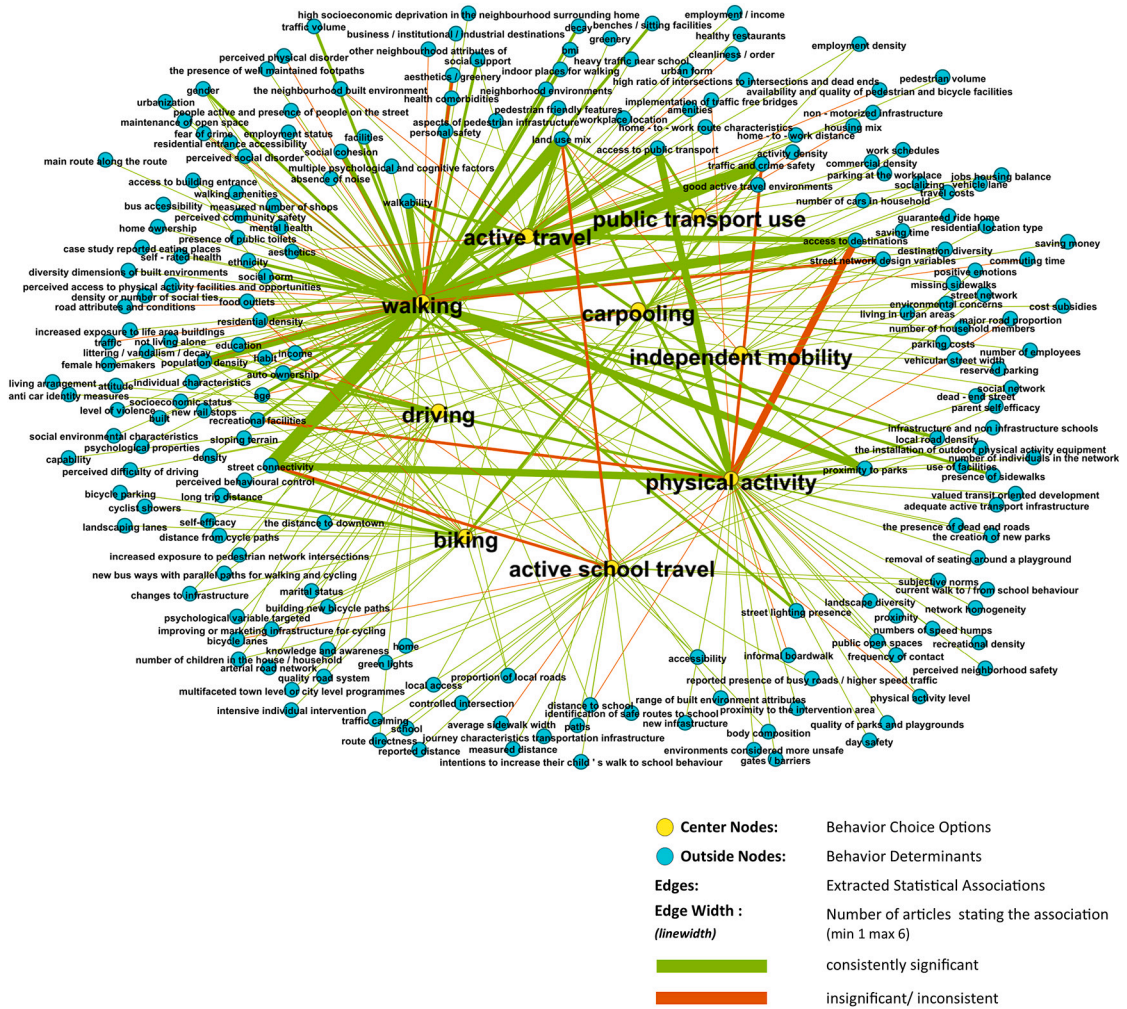 high socioeconomic deprivation in the neighbourhood surrounding home
employment / income
traffic volume
decay
benches / sitting facilities
business / institutional / industrial destinations
greenery
healthy restaurants
other neighbourhood attributes of
bmi
cleanliness / order
employment density
perceived physical disorder
social support
heavy traffic near school
the presence of well maintained footpaths
aesthetics / greenery
indoor places for walking
urban form
high ratio of intersections to intersections and dead ends
pedestrian volume
gender
the neighbourhood built environment
neighborhood environments
availability and quality of pedestrian and bicycle facilities
urbanization
health comorbidities
implementation of traffic free bridges
people active and presence of people on the street
pedestrian friendly features
amenities
non - motorized infrastructure
maintenance of open space
aspects of pedestrian infrastructure
workplace location
fear of crime
employment status
personal safety
home - to - work route characteristics
housing mix
residential entrance accessibility
facilities
land use mix
home - to - work distance
perceived social disorder
social cohesion
access to public transport
activity density
work schedules
main route along the route
multiple psychological and cognitive factors
traffic and crime safety
commercial density
absence of noise
parking at the workplace
jobs housing balance
access to building entrance
good active travel environments
socializing
vehicle lane
walking amenities
travel costs
bus accessibility
measured number of shops
walkability
number of cars in household
perceived community safety
public transport use
guaranteed ride home
home ownership
mental health
residential location type
presence of public toilets
active travel
saving time
case study reported eating places
access to destinations
saving money
self - rated health
aesthetics
destination diversity
ethnicity
street network design variables
commuting time
diversity dimensions of built environments
social norm
positive emotions
perceived access to physical activity facilities and opportunities
missing sidewalks
density or number of social ties
food outlets
street network
road attributes and conditions
walking
environmental concerns
cost subsidies
carpooling
living in urban areas
residential density
major road proportion
increased exposure to life area buildings
number of household members
traffic
not living alone
education
parking costs
littering / vandalism / decay
income
number of employees
female homemakers
population density
habit
independent mobility
vehicular street width
auto ownership
reserved parking
living arrangement
attitude
individual characteristics
social network
anti car identity measures
age
dead - end street
socioeconomic status
parent self efficacy
level of violence
new rail stops
driving
built
recreational facilities
infrastructure and non infrastructure schools
social environmental characteristics
sloping terrain
local road density
psychological properties
the installation of outdoor physical activity equipment
capability
density
number of individuals in the network
perceived difficulty of driving
street connectivity
proximity to parks
use of facilities
presence of sidewalks
perceived behavioural control
physical activity
bicycle parking
long trip distance
valued transit oriented development
cyclist showers
adequate active transport infrastructure
landscaping lanes
self-efficacy
the distance to downtown
the presence of dead end roads
distance from cycle paths
biking
the creation of new parks
increased exposure to pedestrian network intersections
removal of seating around a playground
active school travel
new bus ways with parallel paths for walking and cycling
subjective norms
changes to infrastructure
marital status
current walk to / from school behaviour
building new bicycle paths
landscape diversity
network homogeneity
psychological variable targeted
street lighting presence
proximity
improving or marketing infrastructure for cycling
numbers of speed humps
bicycle lanes
home
public open spaces
recreational density
knowledge and awareness
number of children in the house / household
green lights
accessibility
informal boardwalk
frequency of contact
arterial road network
perceived neighborhood safety
quality road system
proportion of local roads
reported presence of busy roads / higher speed traffic
multifaceted town level or city level programmes
local access
physical activity level
controlled intersection
distance to school
range of built environment attributes
intensive individual intervention
identification of safe routes to school
proximity to the intervention area
traffic calming
average sidewalk width
paths
new infrastructure
quality of parks and playgrounds
school
body composition
route directness
journey characteristics transportation infrastructure
day safety
reported distance
measured distance
environments considered more unsafe
intentions to increase their child ' s walk to school behaviour
gates / barriers
Center Nodes: Behavior Choice Options
Outside Nodes: Behavior Determinants
Edges: Extracted Statistical Associations
Edge Width : Number of articles stating the association
(linewidth) (min 1 max 6)
consistently significant
insignificant/ inconsistent